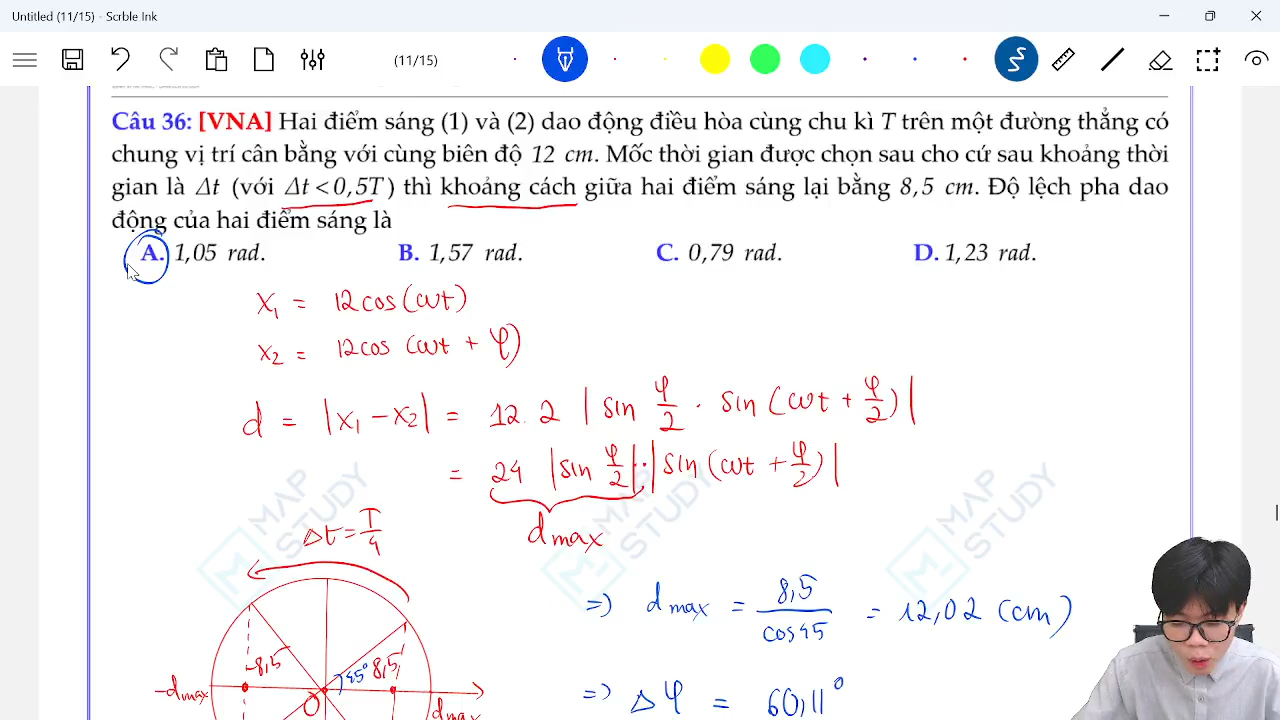 Untitled (11/15) - Scrble Ink
(11/15)
Câu 36: [VNA] Hai điểm sáng (1) và (2) dao động điều hòa cùng chu kì T trên một đường thẳng có
chung vị trí cân bằng với cùng biên độ 12 cm. Mốc thời gian được chọn sau cho cứ sau khoảng thời
gian là Δt (với Δt < 0,5T) thì khoảng cách giữa hai điểm sáng lại bằng 8,5 cm. Độ lệch pha dao
động của hai điểm sáng là
A. 1,05 rad. B. 1,57 rad. C. 0,79 rad. D. 1,23 rad.
x₁ = 12cos(ωt)
x₂ = 12cos(ωt + φ)
d = |x₁ - x₂| = 12.2 |sin φ/2 . sin(ωt + φ/2)|
= 24 |sin φ/2| . |sin(ωt + φ/2)|
dmax
Δt = T/4
=> dmax = 8,5/cos45 = 12,02 (cm)
-8,5 45° 8,5
-dmax O dmax
=> Δφ = 60,11°
MAP STUDY
MAP STUDY
MAP STUDY